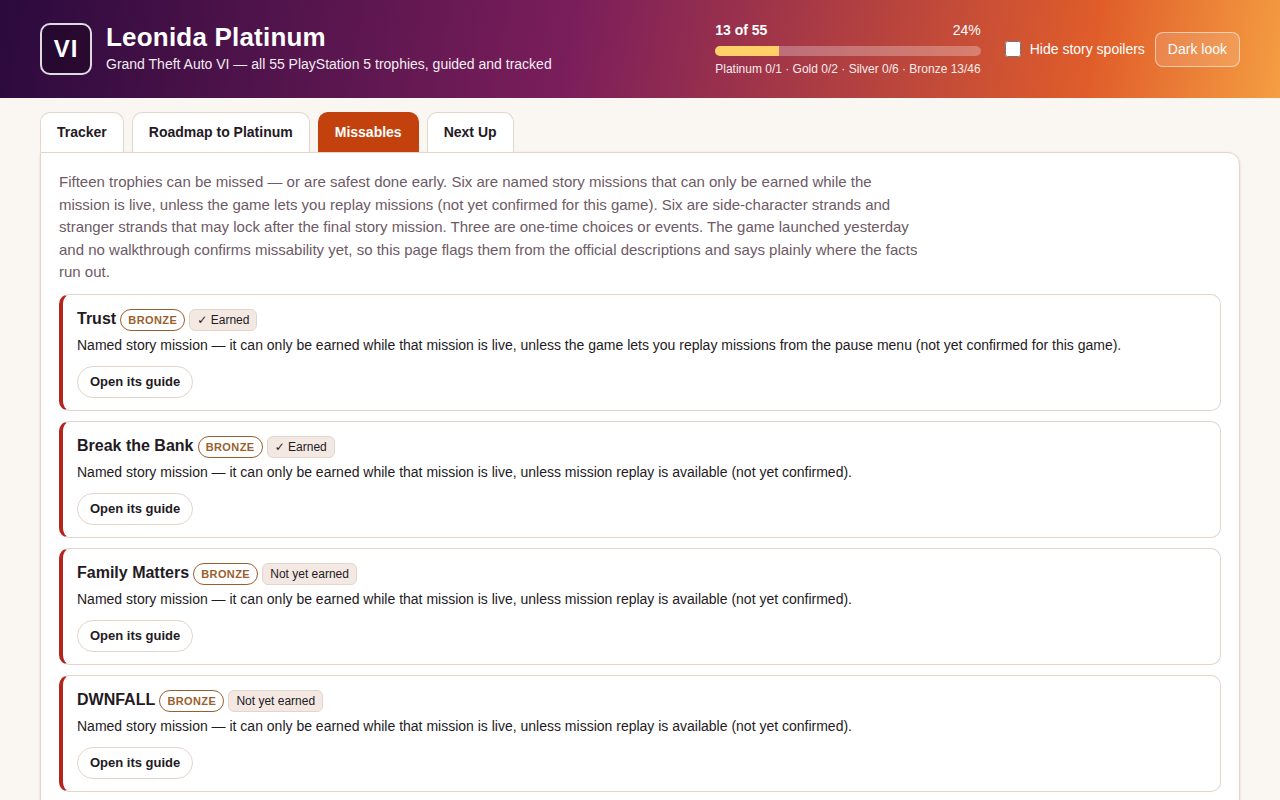 VI
Leonida Platinum
Grand Theft Auto VI — all 55 PlayStation 5 trophies, guided and tracked
13 of 55 24%
Platinum 0/1 · Gold 0/2 · Silver 0/6 · Bronze 13/46
Hide story spoilers
Dark look
Tracker
Roadmap to Platinum
Missables
Next Up
Fifteen trophies can be missed — or are safest done early. Six are named story missions that can only be earned while the
mission is live, unless the game lets you replay missions (not yet confirmed for this game). Six are side-character strands and
stranger strands that may lock after the final story mission. Three are one-time choices or events. The game launched yesterday
and no walkthrough confirms missability yet, so this page flags them from the official descriptions and says plainly where the facts
run out.
Trust BRONZE ✓ Earned
Named story mission — it can only be earned while that mission is live, unless the game lets you replay missions from the pause menu (not yet confirmed for this game).
Open its guide
Break the Bank BRONZE ✓ Earned
Named story mission — it can only be earned while that mission is live, unless mission replay is available (not yet confirmed).
Open its guide
Family Matters BRONZE Not yet earned
Named story mission — it can only be earned while that mission is live, unless mission replay is available (not yet confirmed).
Open its guide
DWNFALL BRONZE Not yet earned
Named story mission — it can only be earned while that mission is live, unless mission replay is available (not yet confirmed).
Open its guide